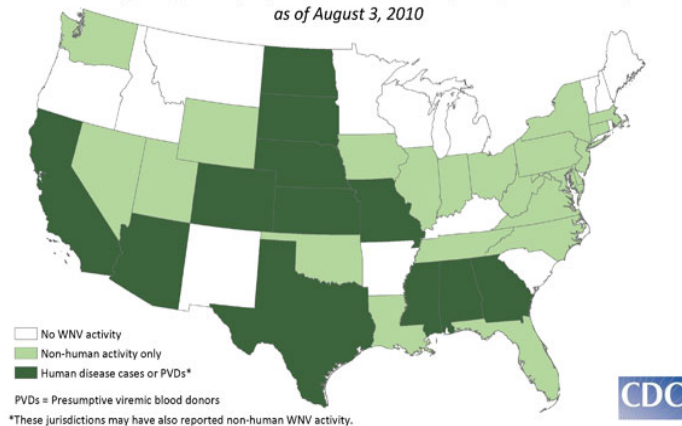 as of August 3, 2010
No WNV activity
Non-human activity only
Human disease cases or PVDs*
PVDs = Presumptive viremic blood donors
*These jurisdictions may have also reported non-human WNV activity.
CDC